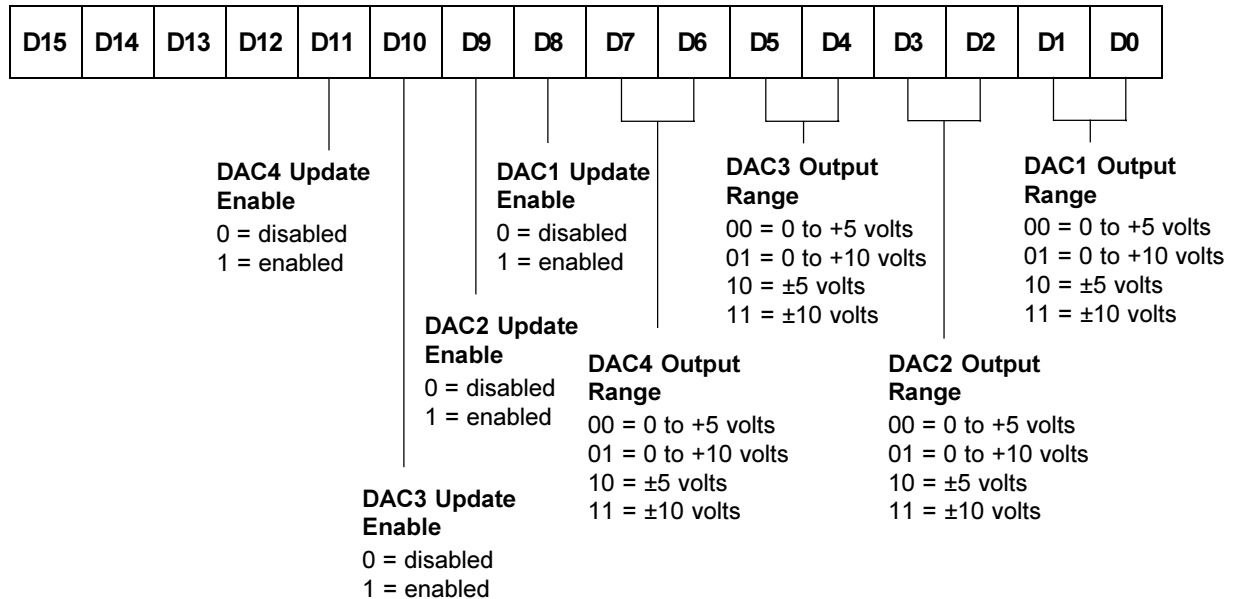 D15 D14 D13 D12 D11 D10 D9 D8 D7 D6 D5 D4 D3 D2 D1 D0
DAC4 Update
Enable
0 = disabled
1 = enabled
DAC1 Update
Enable
0 = disabled
1 = enabled
DAC3 Output
Range
00 = 0 to +5 volts
01 = 0 to +10 volts
10 = ±5 volts
11 = ±10 volts
DAC1 Output
Range
00 = 0 to +5 volts
01 = 0 to +10 volts
10 = ±5 volts
11 = ±10 volts
DAC2 Update
Enable
0 = disabled
1 = enabled
DAC4 Output
Range
00 = 0 to +5 volts
01 = 0 to +10 volts
10 = ±5 volts
11 = ±10 volts
DAC2 Output
Range
00 = 0 to +5 volts
01 = 0 to +10 volts
10 = ±5 volts
11 = ±10 volts
DAC3 Update
Enable
0 = disabled
1 = enabled